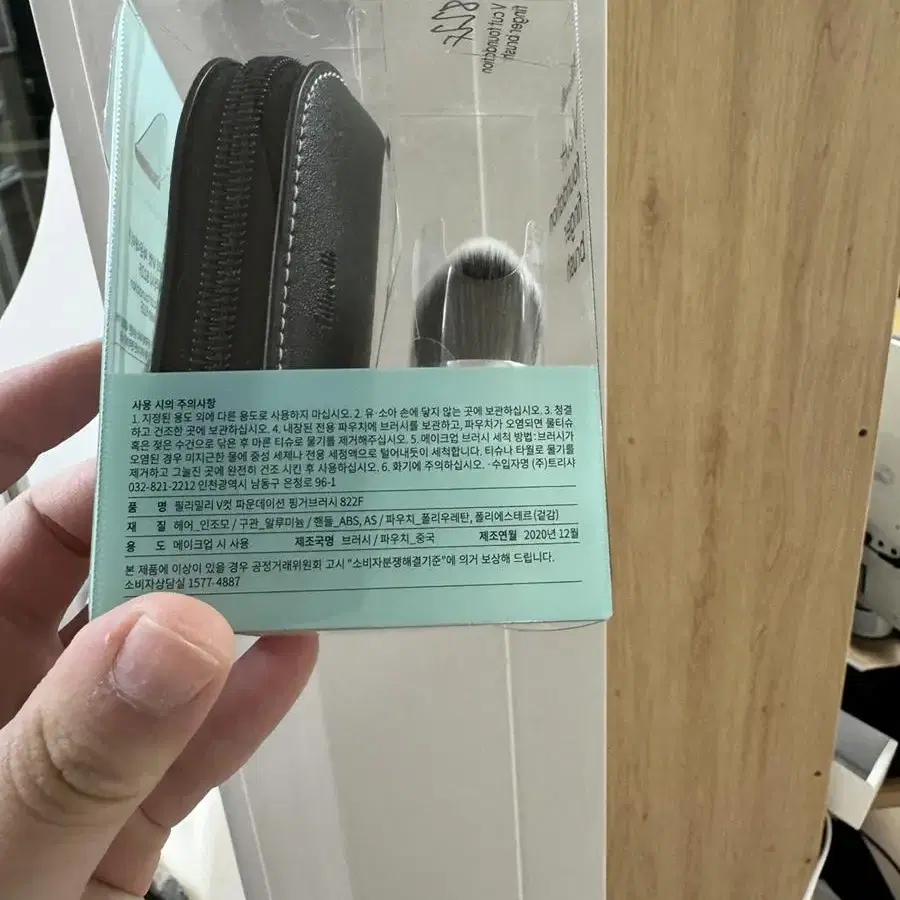 822F
V cut foundation
finger brush
V cut
foundation
finger
brush
fillimilli
사용 시의 주의사항
1. 지정된 용도 외에 다른 용도로 사용하지 마십시오. 2. 유·소아 손에 닿지 않는 곳에 보관하십시오. 3. 청결
하고 건조한 곳에 보관하십시오. 4. 내장된 전용 파우치에 브러시를 보관하고, 파우치가 오염되면 물티슈
혹은 젖은 수건으로 닦은 후 마른 티슈로 물기를 제거해주십시오. 5. 메이크업 브러시 세척 방법:브러시가
오염된 경우 미지근한 물에 중성 세제나 전용 세정액으로 털어내듯이 세척합니다. 티슈나 타월로 물기를
제거하고 그늘진 곳에 완전히 건조 시킨 후 사용하십시오. 6. 화기에 주의하십시오. ·수입자명 (주)트리샤
032-821-2212 인천광역시 남동구 은청로 96-1
품 명 필리밀리 V컷 파운데이션 핑거브러시 822F
재 질 헤어_인조모 / 구관_알루미늄 / 핸들_ABS, AS / 파우치_폴리우레탄, 폴리에스테르(겉감)
용 도 메이크업 시 사용 제조국명 브러시 / 파우치_중국 제조연월 2020년 12월
본 제품에 이상이 있을 경우 공정거래위원회 고시 "소비자분쟁해결기준"에 의거 보상해 드립니다.
소비자상담실 1577-4887